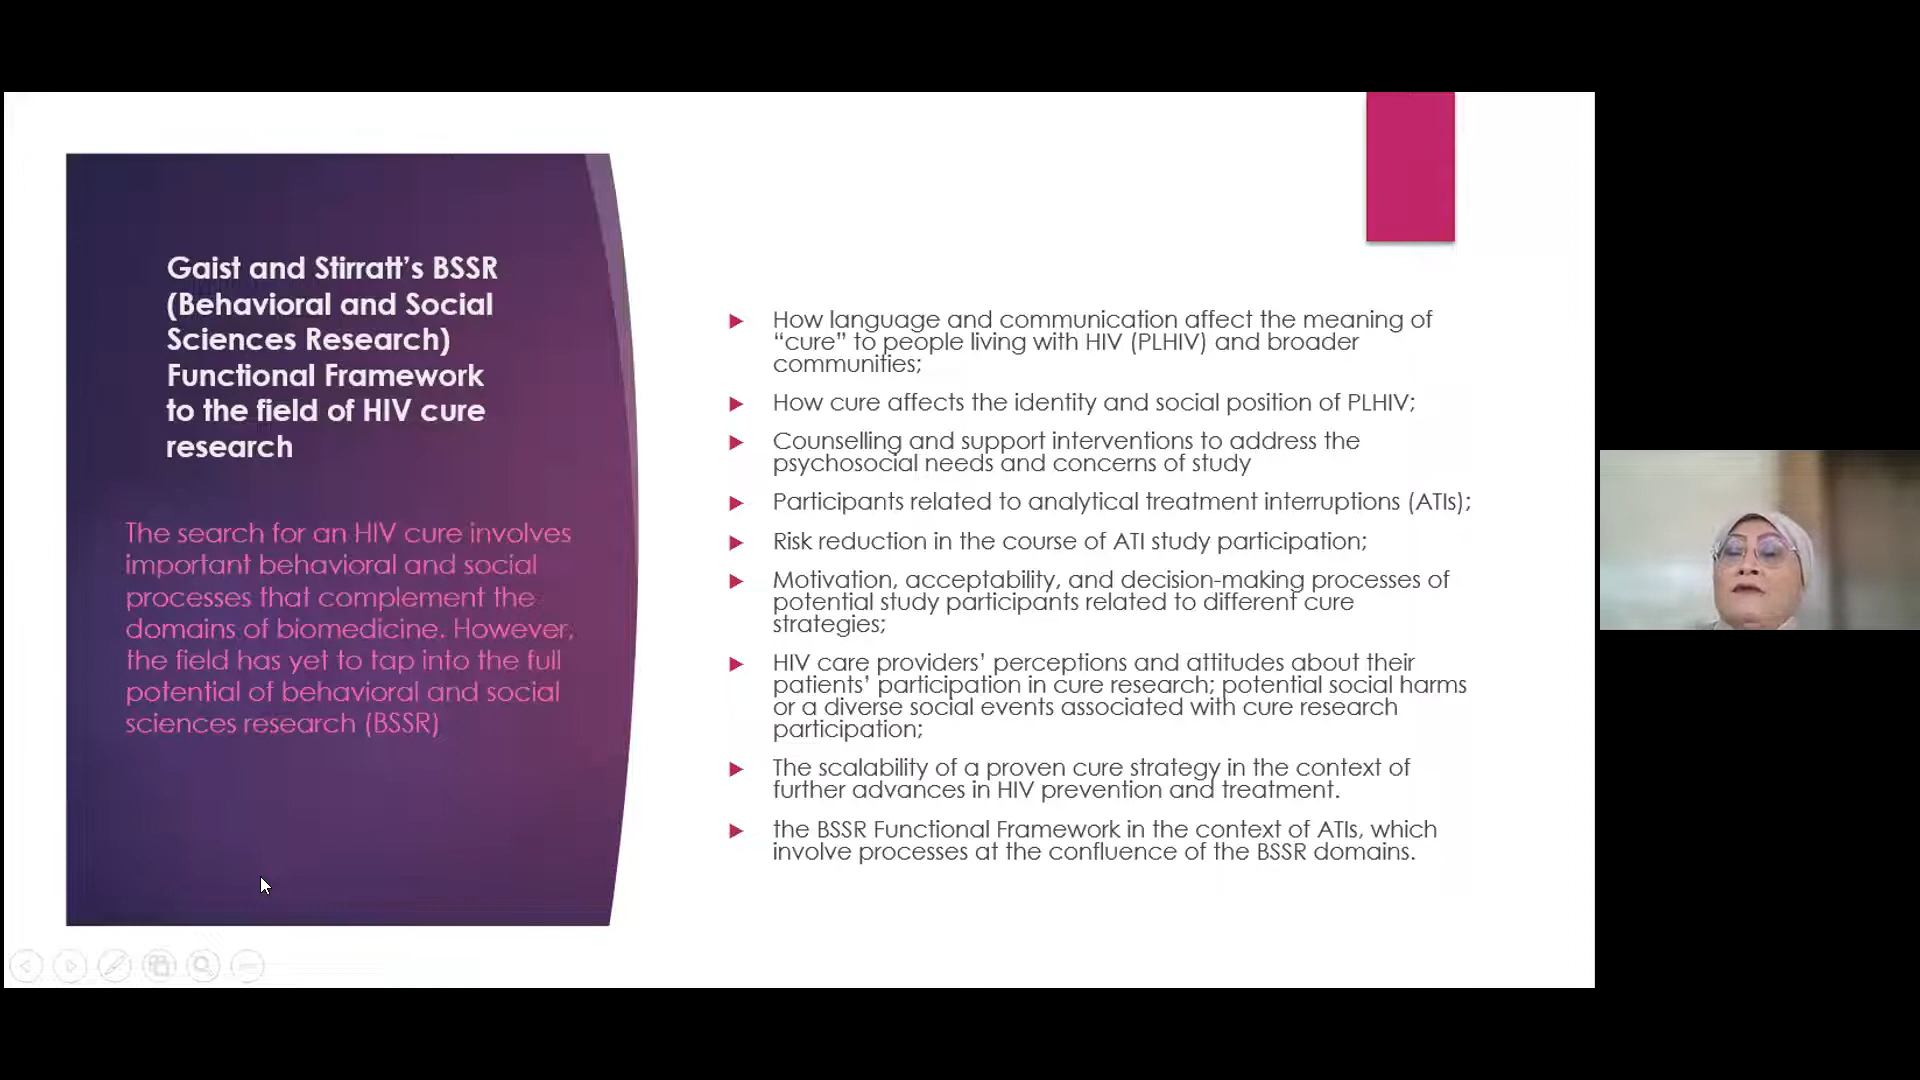 Gaist and Stirratt’s BSSR
(Behavioral and Social
Sciences Research)
Functional Framework
to the field of HIV cure
research
The search for an HIV cure involves
important behavioral and social
processes that complement the
domains of biomedicine. However,
the field has yet to tap into the full
potential of behavioral and social
sciences research (BSSR)
How language and communication affect the meaning of
“cure” to people living with HIV (PLHIV) and broader
communities;
How cure affects the identity and social position of PLHIV;
Counselling and support interventions to address the
psychosocial needs and concerns of study
Participants related to analytical treatment interruptions (ATIs);
Risk reduction in the course of ATI study participation;
Motivation, acceptability, and decision-making processes of
potential study participants related to different cure
strategies;
HIV care providers’ perceptions and attitudes about their
patients’ participation in cure research; potential social harms
or a diverse social events associated with cure research
participation;
The scalability of a proven cure strategy in the context of
further advances in HIV prevention and treatment.
the BSSR Functional Framework in the context of ATIs, which
involve processes at the confluence of the BSSR domains.